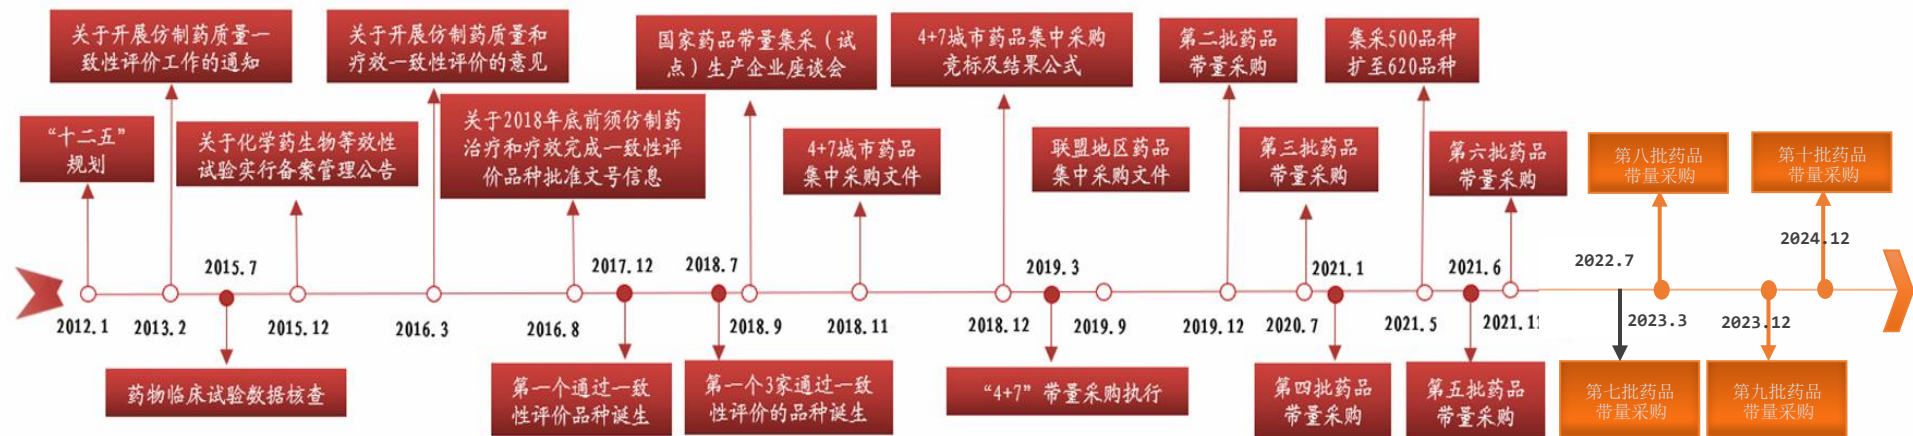 关于开展仿制药质量一
致性评价工作的通知
关于开展仿制药质量和
疗效一致性评价的意见
国家药品带量集采（试
点）生产企业座谈会
4+7城市药品集中采购
竞标及结果公式
第二批药品
带量采购
集采500品种
扩至620品种
“十二五”
规划
关于化学药生物等效性
试验实行备案管理公告
关于2018年底前须仿制药
治疗和疗效完成一致性评
价品种批准文号信息
4+7城市药品
集中采购文件
联盟地区药品
集中采购文件
第三批药品
带量采购
第六批药品
带量采购
第八批药品
带量采购
第十批药品
带量采购
2015.7
2017.12
2018.7
2019.3
2021.1
2021.6
2022.7
2024.12
2012.1
2013.2
2015.12
2016.3
2016.8
2018.9
2018.11
2018.12
2019.9
2019.12
2020.7
2021.5
2021.11
2023.3
2023.12
药物临床试验数据核查
第一个通过一致
性评价品种诞生
第一个3家通过一致
性评价的品种诞生
“4+7”带量采购执行
第四批药品
带量采购
第五批药品
带量采购
第七批药品
带量采购
第九批药品
带量采购